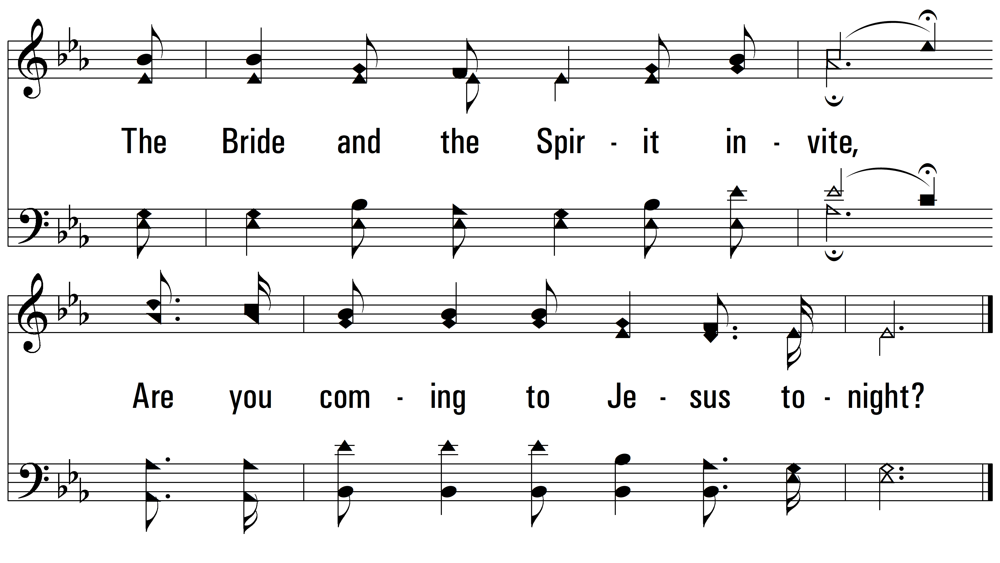 The Bride and the Spir - it in - vite,
Are you com - ing to Je - sus to - night?